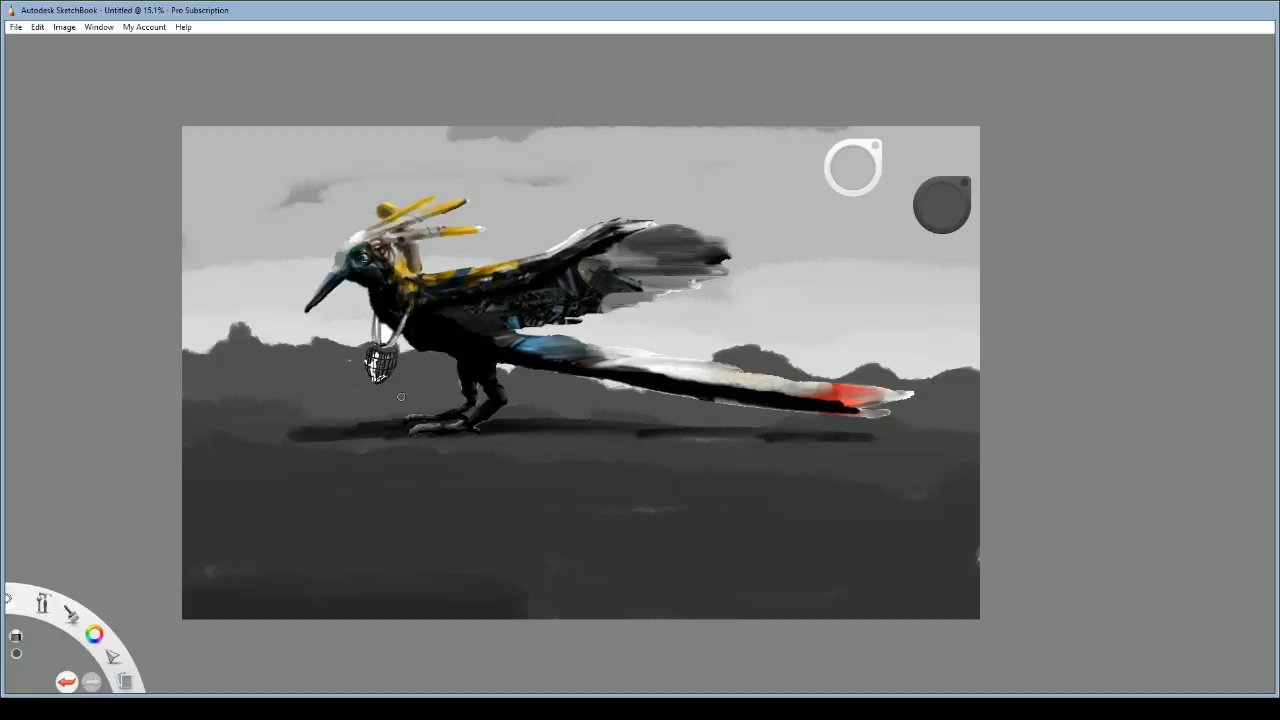 Autodesk SketchBook - Untitled @ 15.1% - Pro Subscription
File Edit Image Window My Account Help